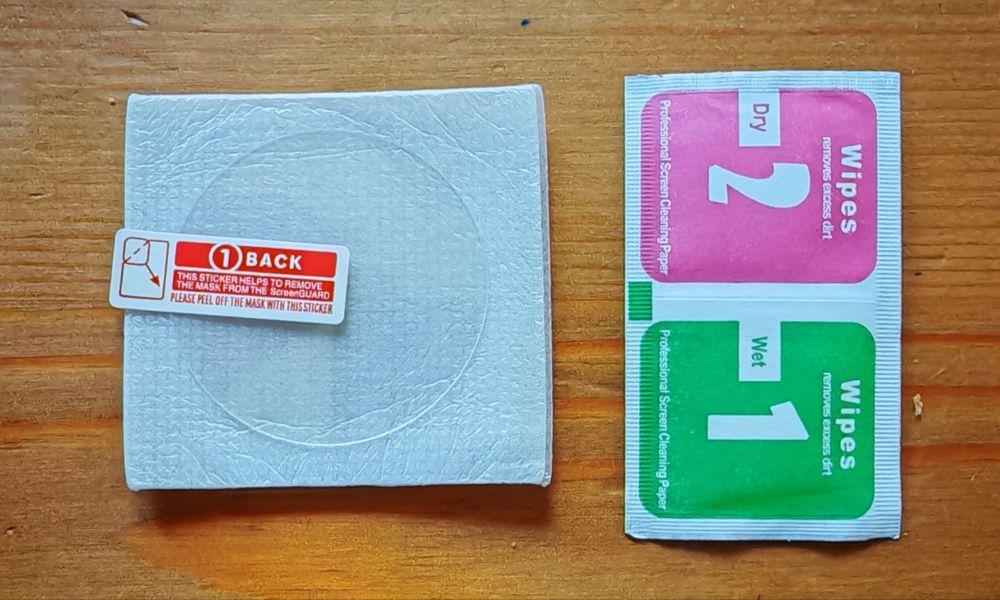 1 BACK
THIS STICKER HELPS TO REMOVE
THE MASK FROM THE ScreenGUARD
PLEASE PEEL OFF THE MASK WITH THIS STICKER
Wipes
removes excess dirt
2
Dry
Professional Screen Cleaning Paper
Wipes
removes excess dirt
1
Wet
Professional Screen Cleaning Paper